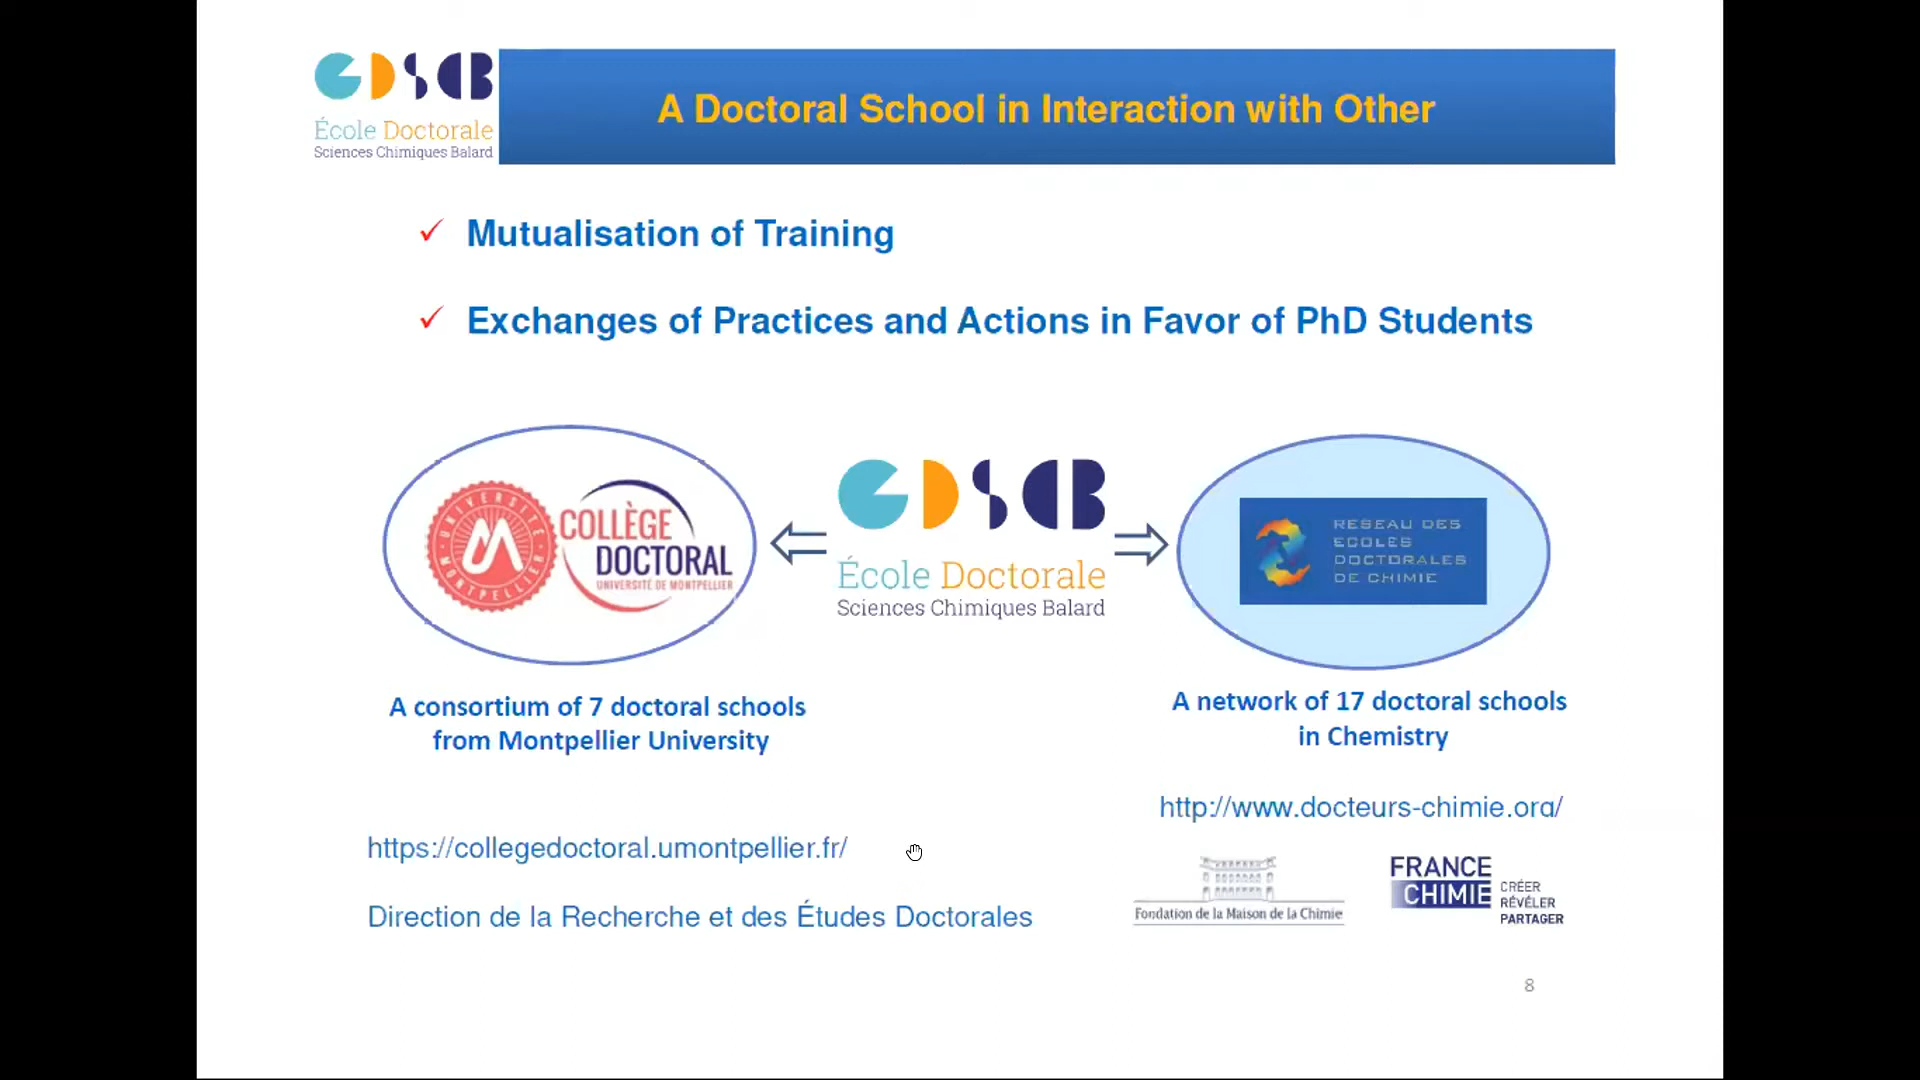 EDSCB
École Doctorale
Sciences Chimiques Balard
A Doctoral School in Interaction with Other
✓ Mutualisation of Training
✓ Exchanges of Practices and Actions in Favor of PhD Students
UNIVERSITÉ
MONTPELLIER
COLLÈGE
DOCTORAL
UNIVERSITÉ DE MONTPELLIER
EDSCB
École Doctorale
Sciences Chimiques Balard
RESEAU DES
ECOLES
DOCTORALES
DE CHIMIE
A consortium of 7 doctoral schools
from Montpellier University
A network of 17 doctoral schools
in Chemistry
http://www.docteurs-chimie.org/
https://collegedoctoral.umontpellier.fr/
Direction de la Recherche et des Études Doctorales
Fondation de la Maison de la Chimie
FRANCE
CHIMIE
CRÉER
RÉVÉLER
PARTAGER
8